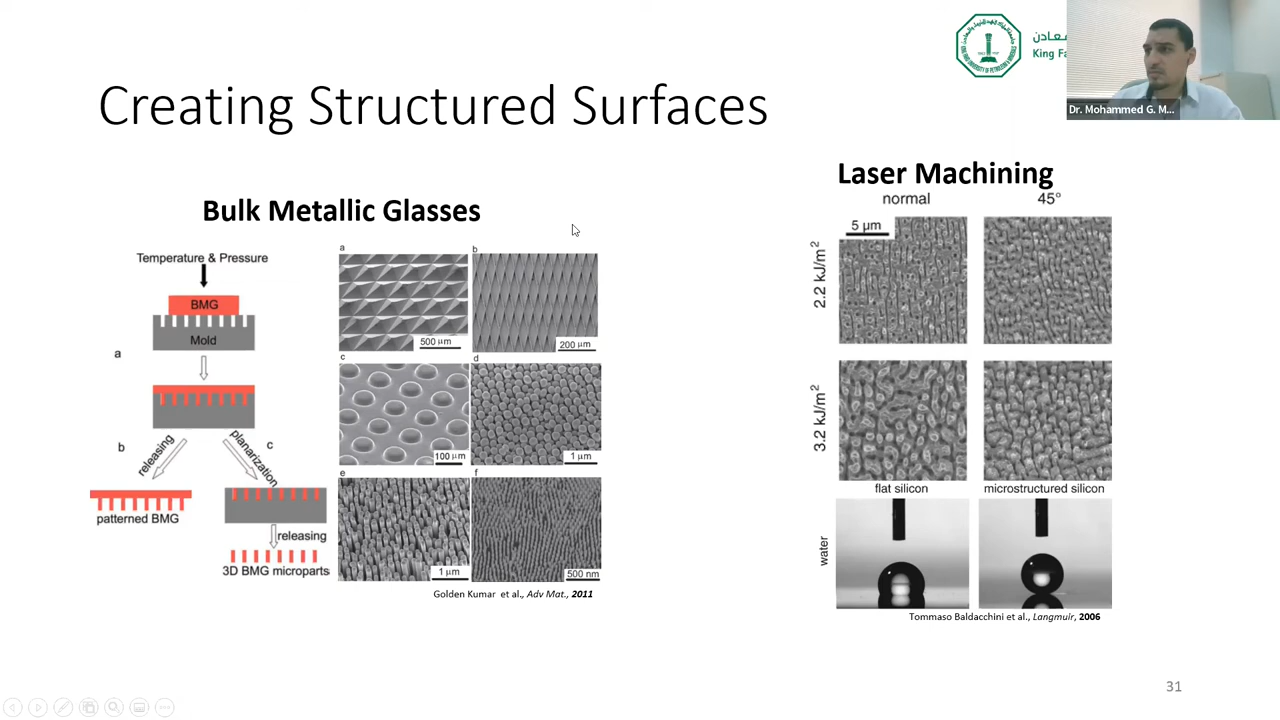 معادن
King Fa
Dr. Mohammed G. M...
Creating Structured Surfaces
Bulk Metallic Glasses
Temperature & Pressure
BMG
Mold
a
b
releasing
planarization
c
patterned BMG
releasing
3D BMG microparts
a
b
500 µm
200 µm
c
d
100 µm
1 µm
e
f
1 µm
500 nm
Golden Kumar et al., Adv Mat., 2011
Laser Machining
normal
45°
5 µm
2.2 kJ/m²
3.2 kJ/m²
flat silicon
microstructured silicon
water
Tommaso Baldacchini et al., Langmuir, 2006
31